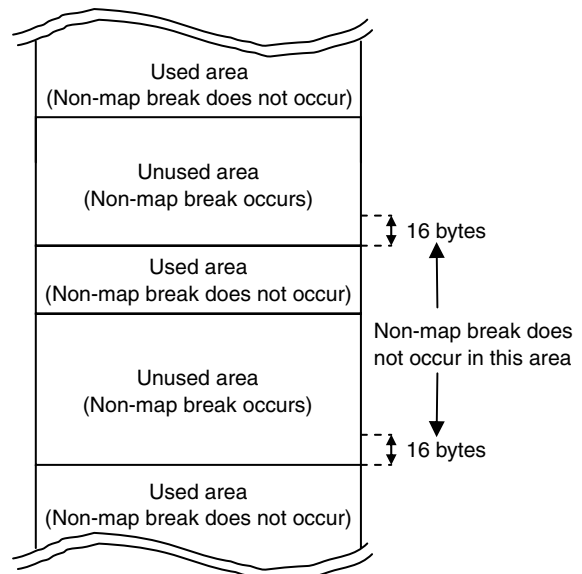 Used area
(Non-map break does not occur)
Unused area
(Non-map break occurs)
16 bytes
Used area
(Non-map break does not occur)
Non-map break does
not occur in this area
Unused area
(Non-map break occurs)
16 bytes
Used area
(Non-map break does not occur)